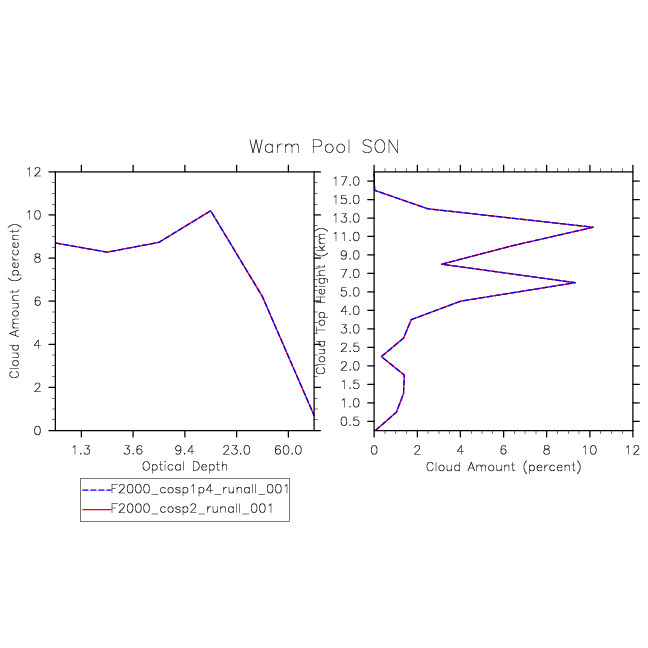 Warm Pool SON
12
10
8
6
4
2
0
Cloud Amount (percent)
1.3 3.6 9.4 23.0 60.0
Optical Depth
17.0
15.0
13.0
11.0
9.0
7.0
5.0
4.0
3.0
2.5
2.0
1.5
1.0
0.5
Cloud Top Height (km)
0 2 4 6 8 10 12
Cloud Amount (percent)
F2000_cosp1p4_runall_001
F2000_cosp2_runall_001